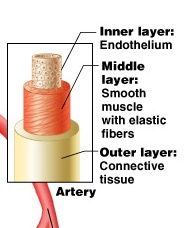 Inner layer:
Endothelium
Middle
layer:
Smooth
muscle
with elastic
fibers
Outer layer:
Connective
tissue
Artery